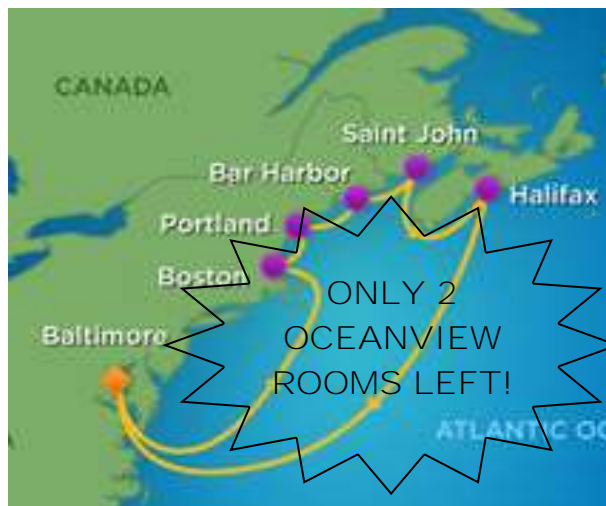 CANADA
Saint John
Bar Harbor
Halifax
Portland
Boston
ONLY 2
OCEANVIEW
ROOMS LEFT!
Baltimore
ATLANTIC OC